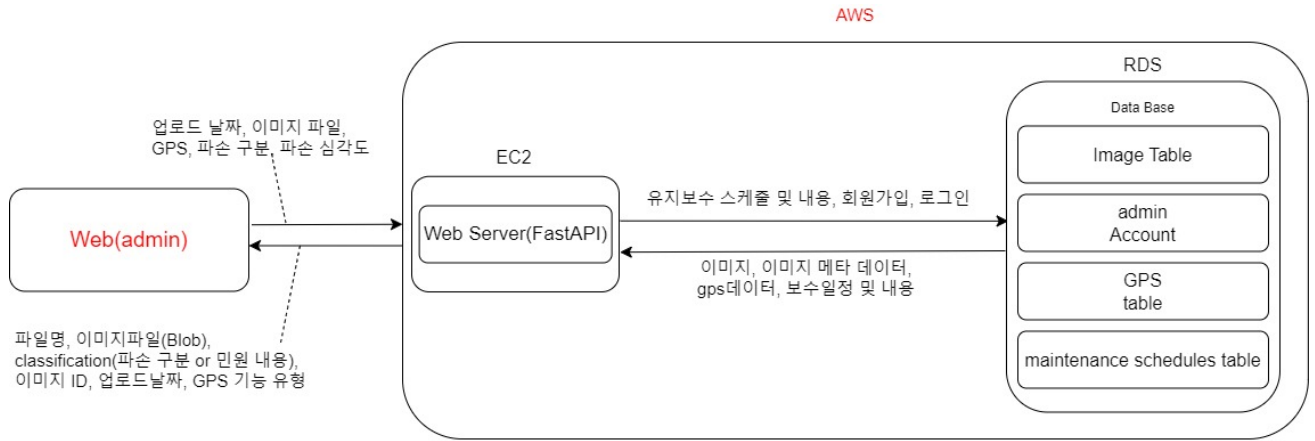 AWS
RDS
Data Base
Image Table
admin
Account
GPS
table
maintenance schedules table
업로드 날짜, 이미지 파일,
GPS, 파손 구분, 파손 심각도
EC2
Web Server(FastAPI)
유지보수 스케줄 및 내용, 회원가입, 로그인
이미지, 이미지 메타 데이터,
gps데이터, 보수일정 및 내용
Web(admin)
파일명, 이미지파일(Blob),
classification(파손 구분 or 민원 내용),
이미지 ID, 업로드날짜, GPS 기능 유형